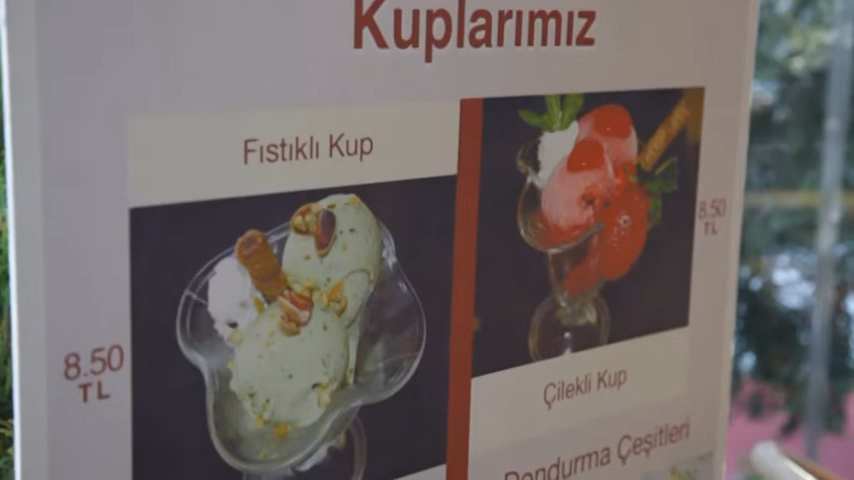 Kuplarımız
Fıstıklı Kup
8.50
TL
8.50
TL
Çilekli Kup
Dondurma Çeşitleri